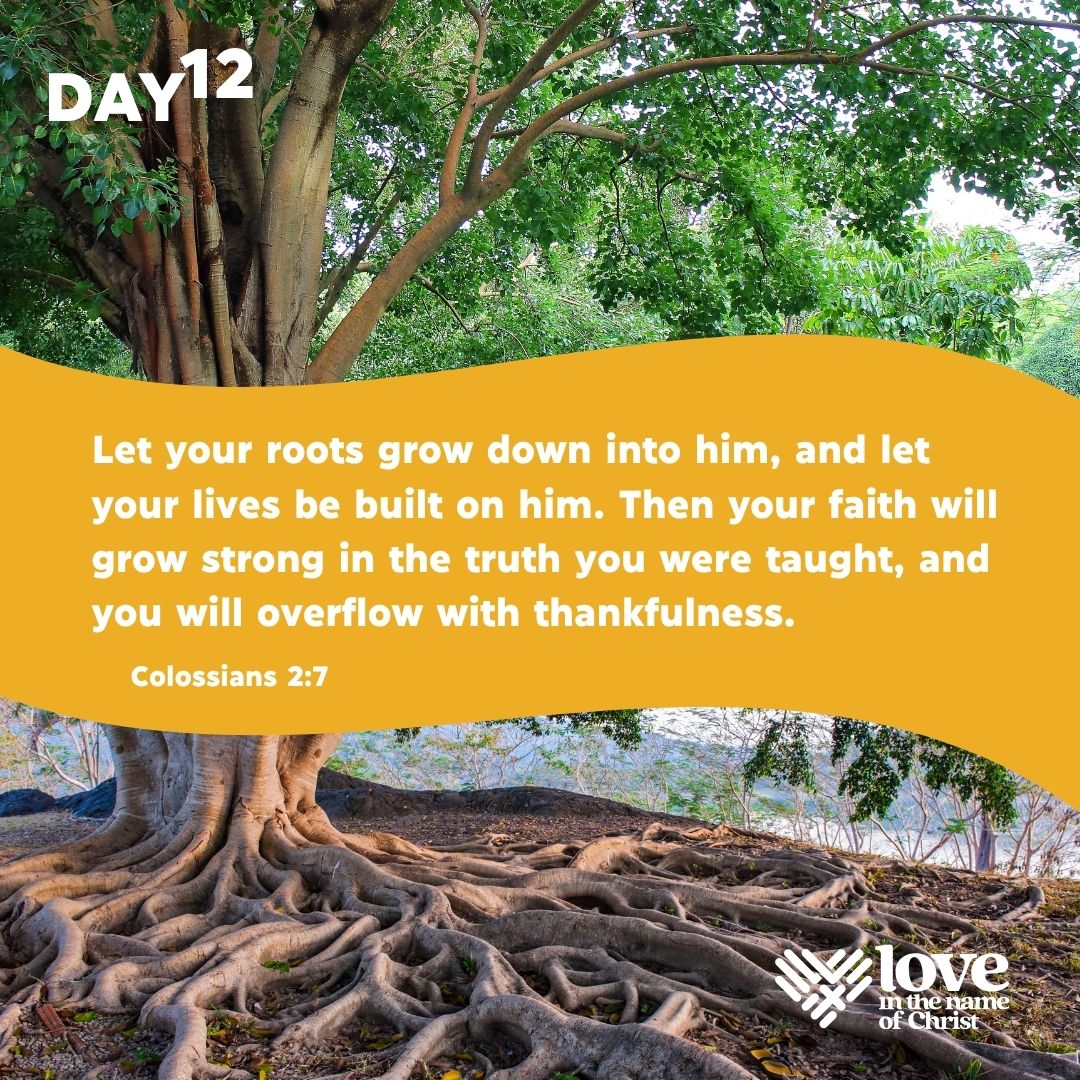 DAY 12
Let your roots grow down into him, and let
your lives be built on him. Then your faith will
grow strong in the truth you were taught, and
you will overflow with thankfulness.
Colossians 2:7
love
in the name
of Christ